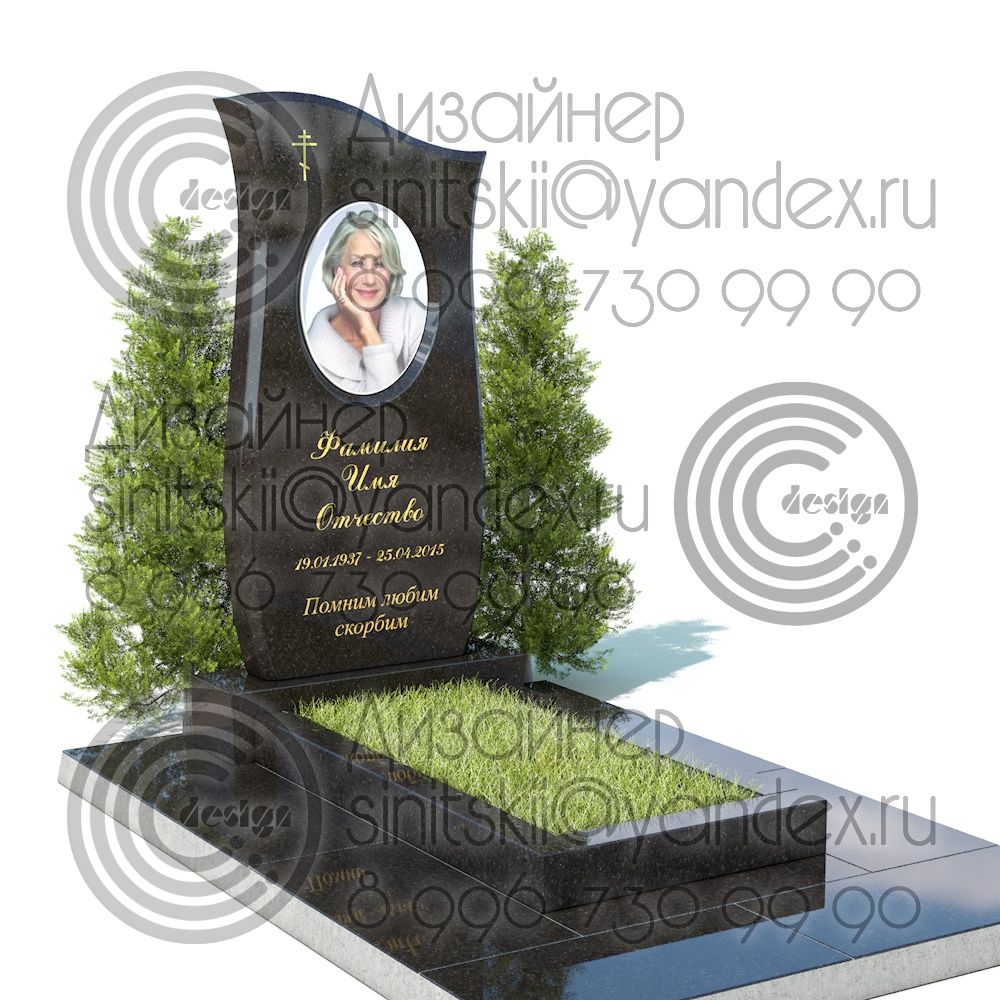 Дизайнер
sinitskii@yandex.ru
8 996 730 99 90
design
Дизайнер
sinitskii@yandex.ru
8 996 730 99 90
design
Фамилия
Имя
Отчество
19.01.1937 - 25.04.2015
Помним любим
скорбим
Дизайнер
sinitskii@yandex.ru
8 996 730 99 90
design